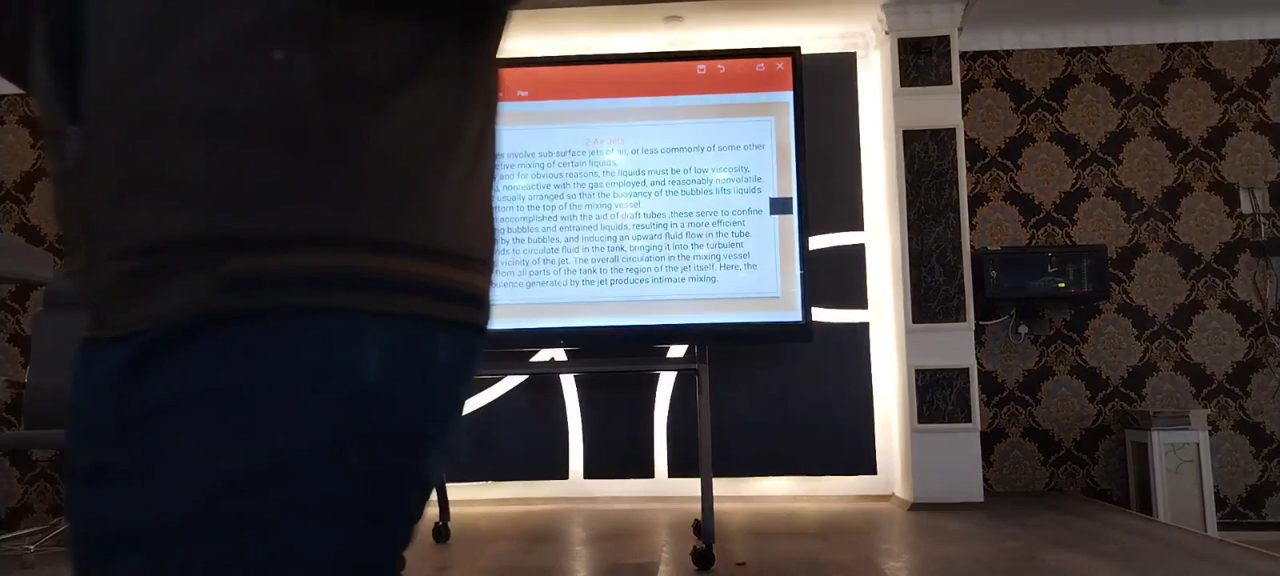 Pen
2-Air Jets
involve sub surface jets of air, or less commonly of some other
mixing of certain liquids.
and for obvious reasons, the liquids must be of low viscosity,
nonreactive with the gas employed, and reasonably nonvolatile.
usually arranged so that the buoyancy of the bubbles lifts liquids
to the top of the mixing vessel
accomplished with the aid of draft tubes ,these serve to confine
bubbles and entrained liquids, resulting in a more efficient
by the bubbles, and inducing an upward fluid flow in the tube.
to circulate fluid in the tank, bringing it into the turbulent
vicinity of the jet. The overall circulation in the mixing vessel
from all parts of the tank to the region of the jet itself. Here, the
generated by the jet produces intimate mixing.